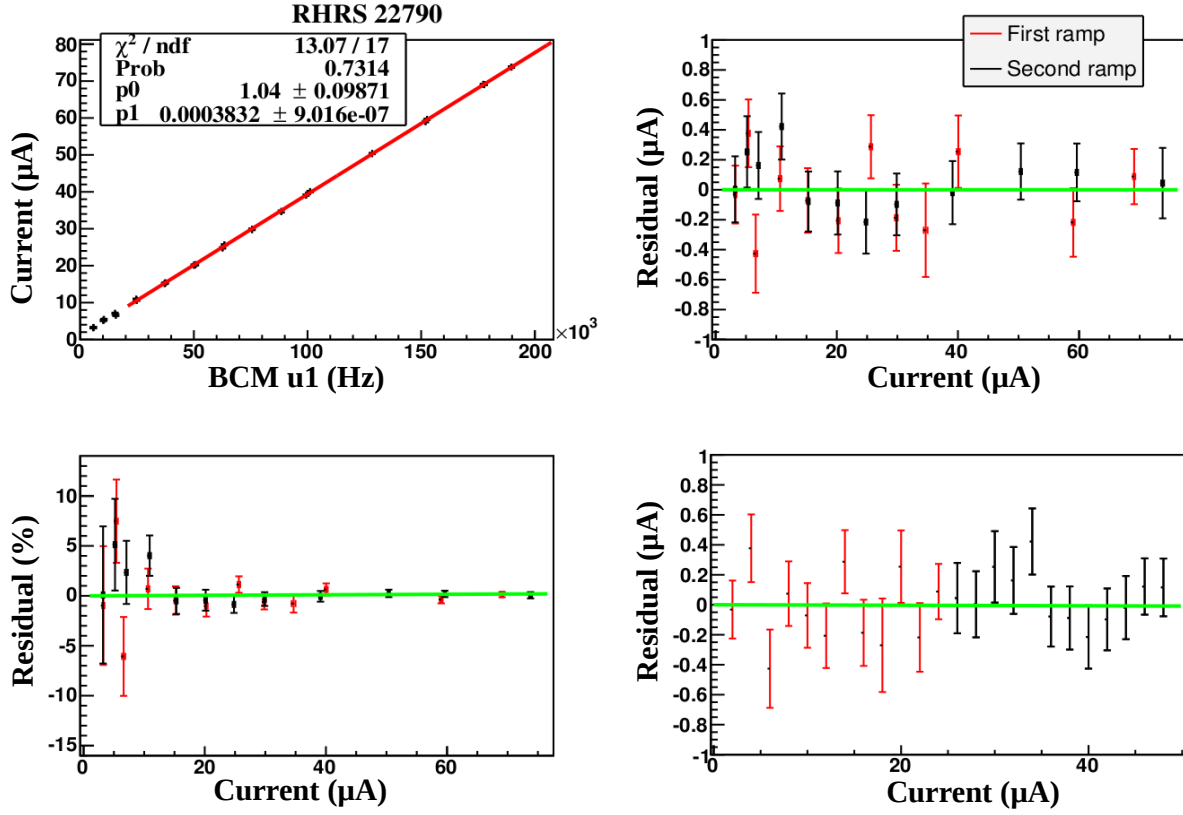 RHRS 22790
χ² / ndf 13.07 / 17
Prob 0.7314
p0 1.04 ± 0.09871
p1 0.0003832 ± 9.016e-07
Current (μA)
80
70
60
50
40
30
20
10
0
0 50 100 150 200
×10³
BCM u1 (Hz)
First ramp
Second ramp
Residual (μA)
1
0.8
0.6
0.4
0.2
0
-0.2
-0.4
-0.6
-0.8
-1
0 20 40 60
Current (μA)
Residual (%)
10
5
0
-5
-10
-15
0 20 40 60
Current (μA)
Residual (μA)
1
0.8
0.6
0.4
0.2
0
-0.2
-0.4
-0.6
-0.8
-1
0 20 40
Current (μA)